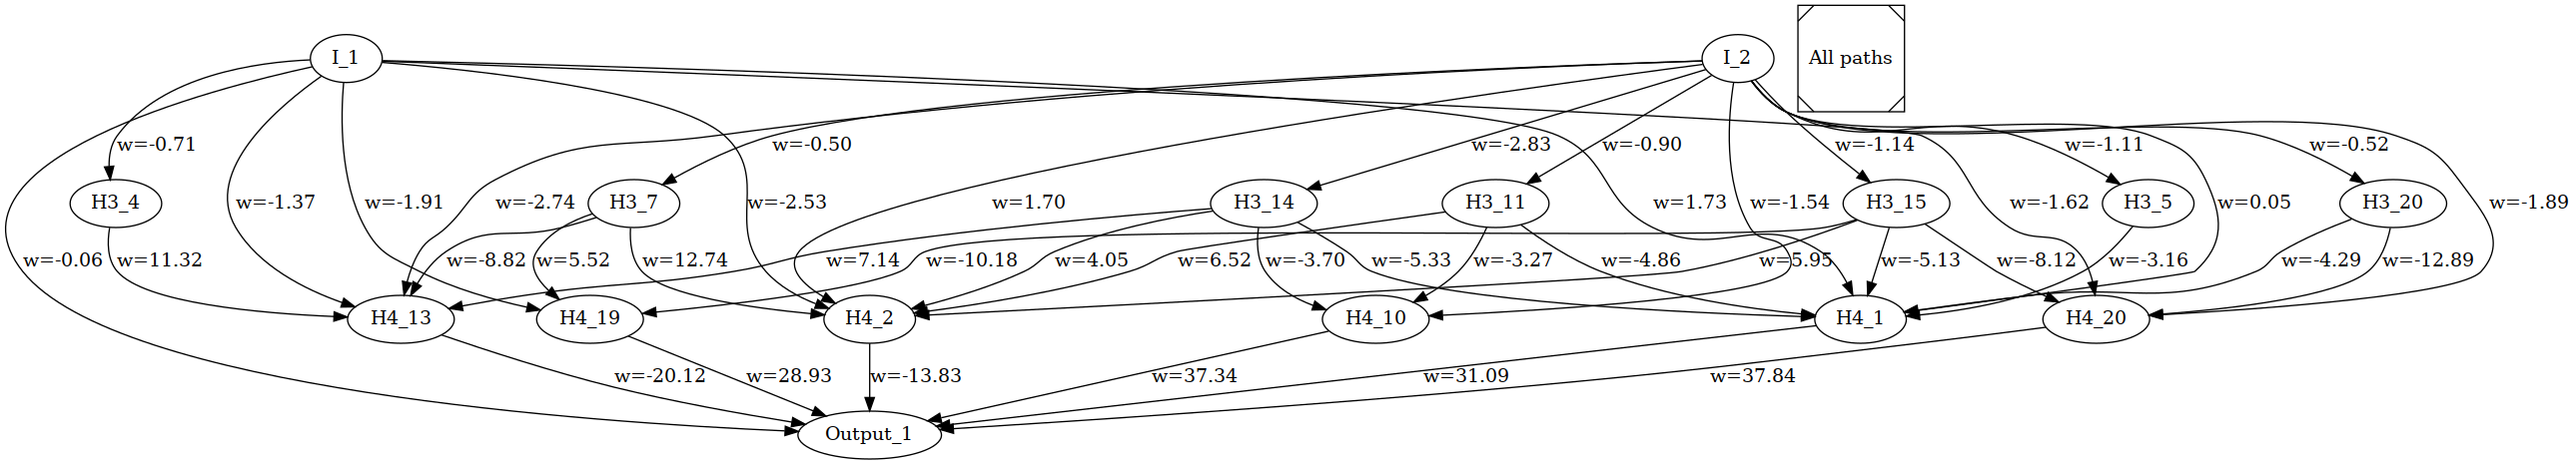 I_1
I_2
All paths
w=-0.71
w=-0.50
w=-2.83
w=-0.90
w=-1.14
w=-1.11
w=-0.52
H3_4
w=-1.37
w=-1.91
w=-2.74
H3_7
w=-2.53
w=1.70
H3_14
H3_11
w=1.73
w=-1.54
H3_15
w=-1.62
H3_5
w=0.05
H3_20
w=-1.89
w=-0.06
w=11.32
w=-8.82
w=5.52
w=12.74
w=7.14
w=-10.18
w=4.05
w=6.52
w=-3.70
w=-5.33
w=-3.27
w=-4.86
w=5.95
w=-5.13
w=-8.12
w=-3.16
w=-4.29
w=-12.89
H4_13
H4_19
H4_2
H4_10
H4_1
H4_20
w=-20.12
w=28.93
w=-13.83
w=37.34
w=31.09
w=37.84
Output_1